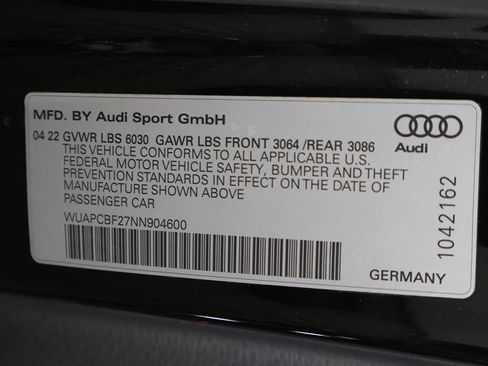 MFD. BY Audi Sport GmbH
04 22 GVWR LBS 6030 GAWR LBS FRONT 3064 /REAR 3086
THIS VEHICLE CONFORMS TO ALL APPLICABLE U.S.
FEDERAL MOTOR VEHICLE SAFETY, BUMPER AND THEFT
PREVENTION STANDARDS IN EFFECT ON THE DATE OF
MANUFACTURE SHOWN ABOVE
PASSENGER CAR
WUAPCBF27NN904600
Audi
1042162
GERMANY